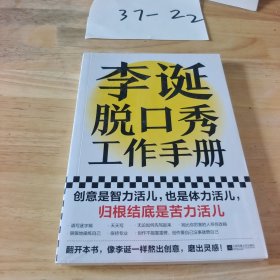 37-22
李诞
脱口秀
工作手册
创意是智力活儿，也是体力活儿，
归根结底是苦力活儿
翻开本书，像李诞一样熬出创意，磨出灵感！